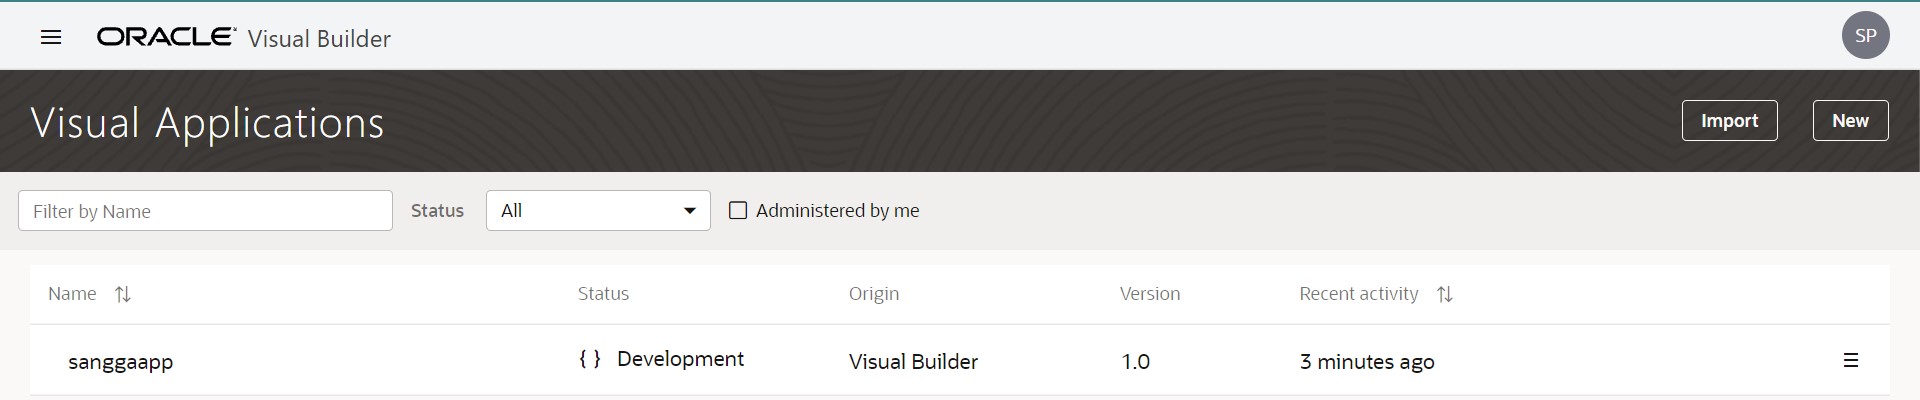 ORACLE Visual Builder
SP
Visual Applications
Import
New
Filter by Name
Status
All
Administered by me
Name Status Origin Version Recent activity
sanggaapp { } Development Visual Builder 1.0 3 minutes ago